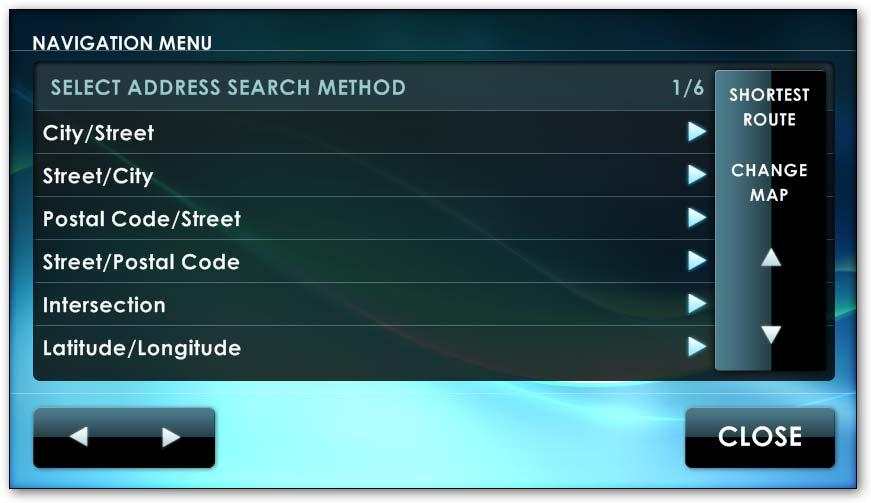 NAVIGATION MENU
SELECT ADDRESS SEARCH METHOD 1/6
City/Street
Street/City
Postal Code/Street
Street/Postal Code
Intersection
Latitude/Longitude
SHORTEST
ROUTE
CHANGE
MAP
CLOSE